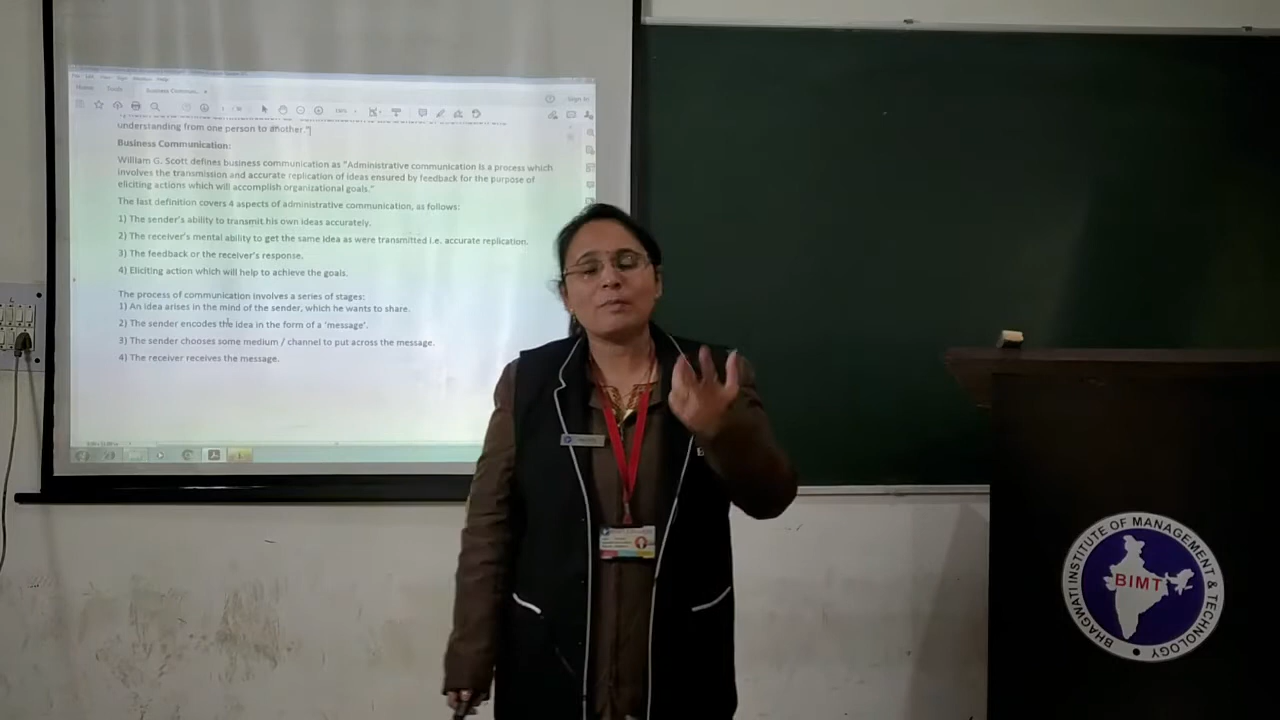 Home
Tools
Business Commun...
Sign In
understanding from one person to another."]
Business Communication:
William G. Scott defines business communication as "Administrative communication is a process which
involves the transmission and accurate replication of ideas ensured by feedback for the purpose of
eliciting actions which will accomplish organizational goals."
The last definition covers 4 aspects of administrative communication, as follows:
1) The sender's ability to transmit his own ideas accurately.
2) The receiver's mental ability to get the same idea as were transmitted i.e. accurate replication.
3) The feedback or the receiver's response.
4) Eliciting action which will help to achieve the goals.
The process of communication involves a series of stages:
1) An idea arises in the mind of the sender, which he wants to share.
2) The sender encodes the idea in the form of a 'message'.
3) The sender chooses some medium / channel to put across the message.
4) The receiver receives the message.
BHAGWATI INSTITUTE OF MANAGEMENT & TECHNOLOGY
BIMT